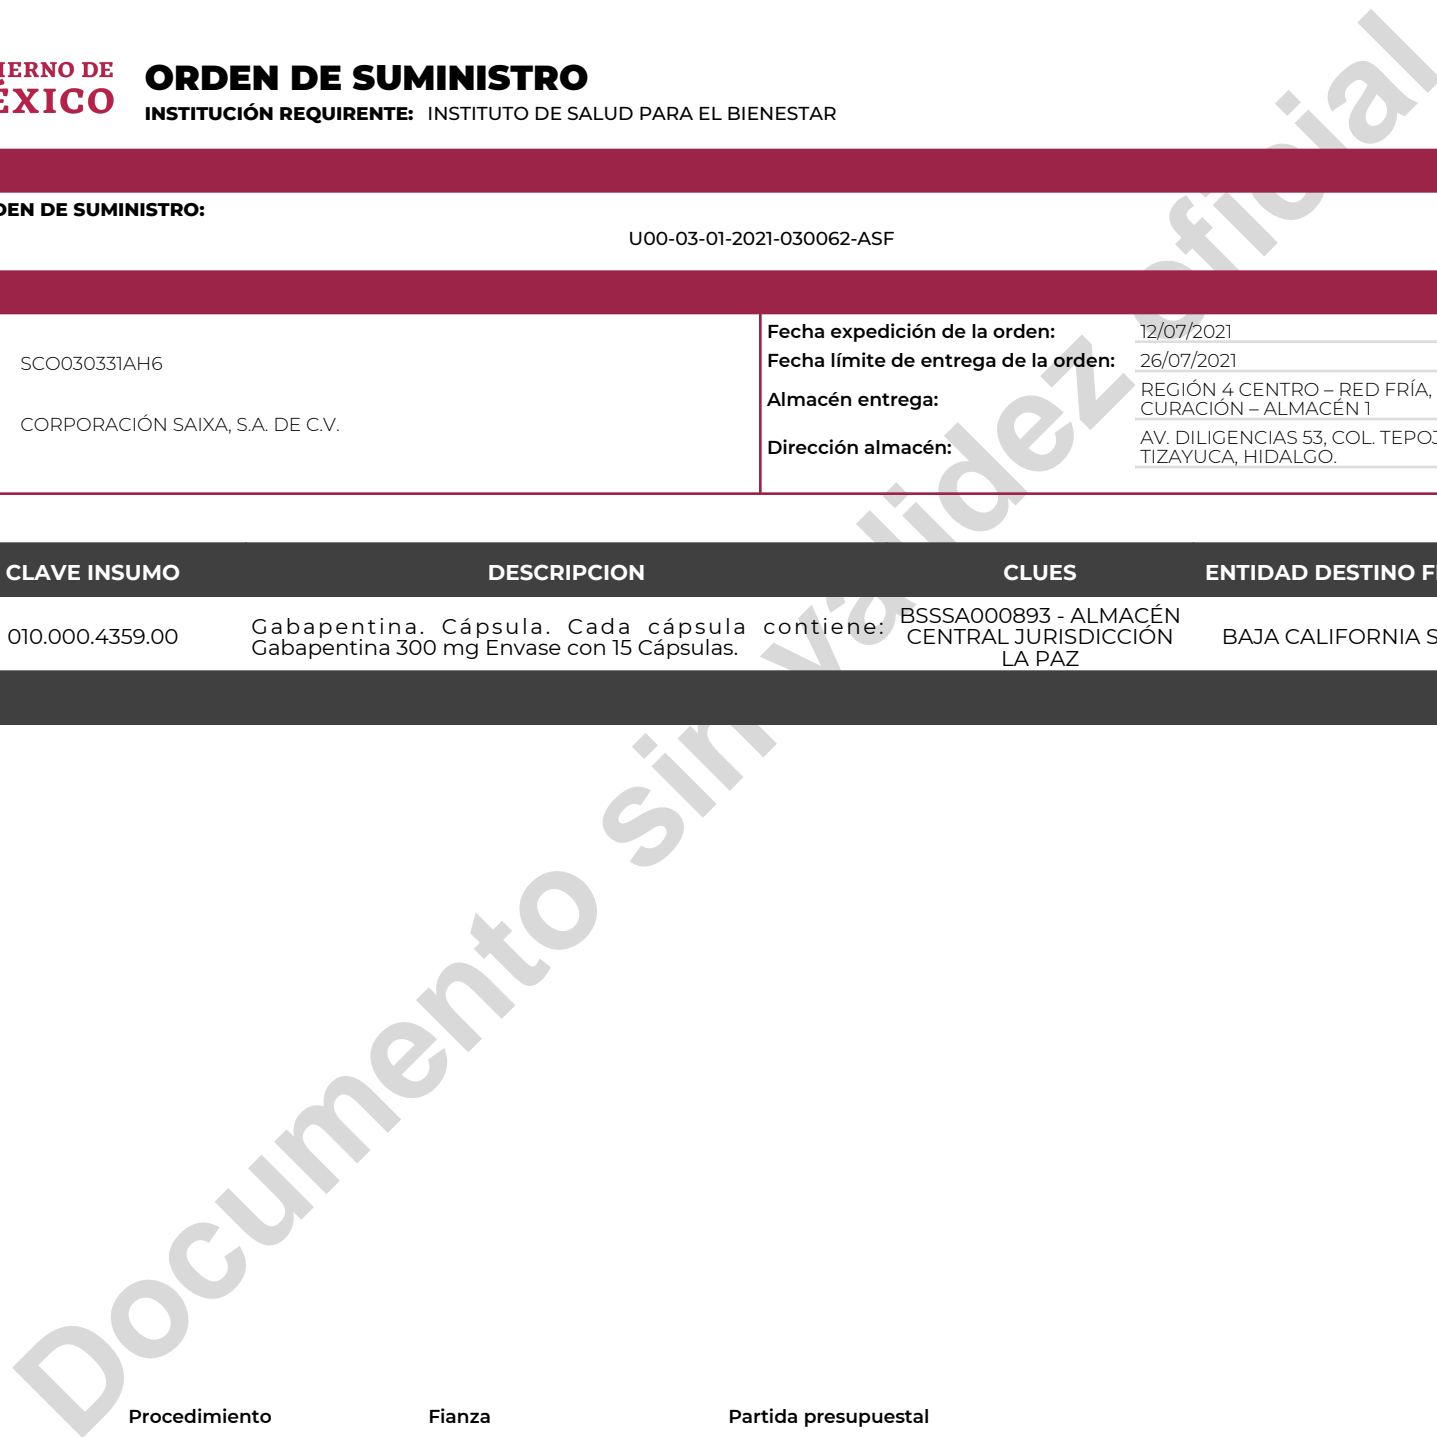 IERNO DE
ÉXICO
ORDEN DE SUMINISTRO
INSTITUCIÓN REQUIRENTE: INSTITUTO DE SALUD PARA EL BIENESTAR
DEN DE SUMINISTRO:
U00-03-01-2021-030062-ASF
SCO030331AH6
CORPORACIÓN SAIXA, S.A. DE C.V.
Fecha expedición de la orden: 12/07/2021
Fecha límite de entrega de la orden: 26/07/2021
Almacén entrega: REGIÓN 4 CENTRO – RED FRÍA,
CURACIÓN – ALMACÉN 1
Dirección almacén: AV. DILIGENCIAS 53, COL. TEPOJ
TIZAYUCA, HIDALGO.
CLAVE INSUMO DESCRIPCION CLUES ENTIDAD DESTINO F
010.000.4359.00
Gabapentina. Cápsula. Cada cápsula contiene:
Gabapentina 300 mg Envase con 15 Cápsulas.
BSSSA000893 - ALMACÉN
CENTRAL JURISDICCIÓN
LA PAZ
BAJA CALIFORNIA S
Documento sin validez oficial
Procedimiento Fianza Partida presupuestal